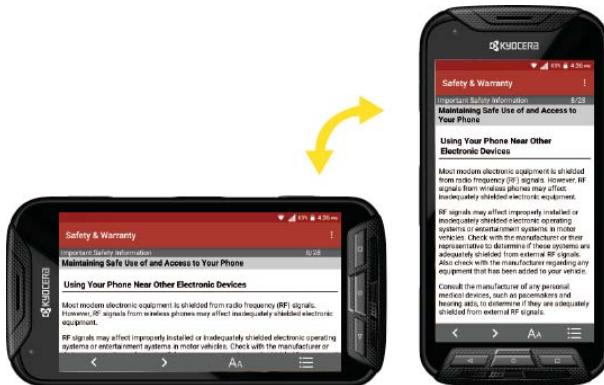 KYOCERA
43% 4:36 PM
Safety & Warranty
Important Safety Information 8/28
Maintaining Safe Use of and Access to Your Phone
Using Your Phone Near Other Electronic Devices
Most modern electronic equipment is shielded from radio frequency (RF) signals.
However, RF signals from wireless phones may affect inadequately shielded electronic
equipment.
RF signals may affect improperly installed or inadequately shielded electronic operating
systems or entertainment systems in motor vehicles. Check with the manufacturer or
AA
KYOCERA
43% 4:36 PM
Safety & Warranty
Important Safety Information 8/28
Maintaining Safe Use of and Access to
Your Phone
Using Your Phone Near Other
Electronic Devices
Most modern electronic equipment is shielded
from radio frequency (RF) signals. However, RF
signals from wireless phones may affect
inadequately shielded electronic equipment.
RF signals may affect improperly installed or
inadequately shielded electronic operating
systems or entertainment systems in motor
vehicles. Check with the manufacturer or their
representative to determine if these systems are
adequately shielded from external RF signals.
Also check with the manufacturer regarding any
equipment that has been added to your vehicle.
Consult the manufacturer of any personal
medical devices, such as pacemakers and
hearing aids, to determine if they are adequately
shielded from external RF signals.
AA